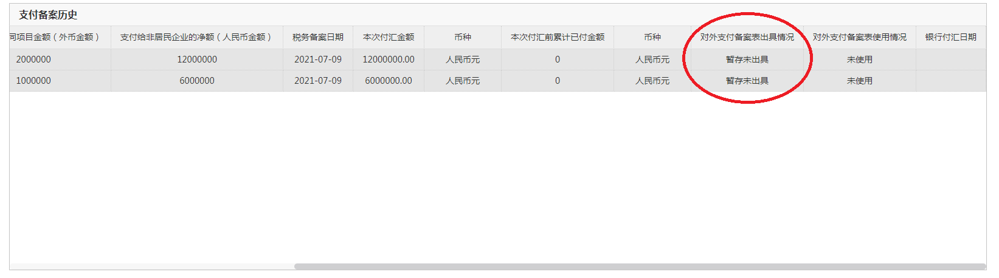 支付备案历史
同项目金额（外币金额） 支付给非居民企业的净额（人民币金额） 税务备案日期 本次付汇金额 币种 本次付汇前累计已付金额 币种 对外支付备案表出具情况 对外支付备案表使用情况 银行付汇日期
2000000 12000000 2021-07-09 12000000.00 人民币元 0 人民币元 暂存未出具 未使用
1000000 6000000 2021-07-09 6000000.00 人民币元 0 人民币元 暂存未出具 未使用